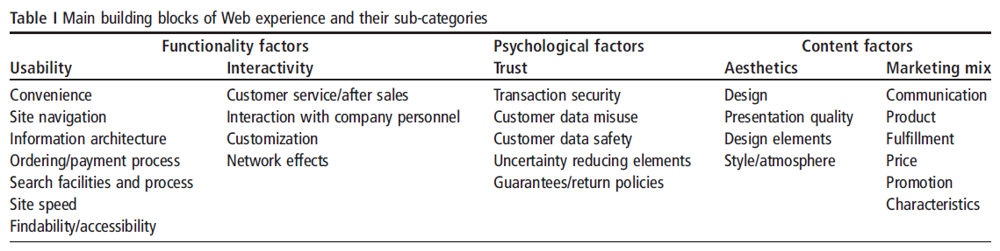 Table I Main building blocks of Web experience and their sub-categories
Functionality factors Psychological factors Content factors
Usability Interactivity Trust Aesthetics Marketing mix
Convenience Customer service/after sales Transaction security Design Communication
Site navigation Interaction with company personnel Customer data misuse Presentation quality Product
Information architecture Customization Customer data safety Design elements Fulfillment
Ordering/payment process Network effects Uncertainty reducing elements Style/atmosphere Price
Search facilities and process Guarantees/return policies Promotion
Site speed Characteristics
Findability/accessibility